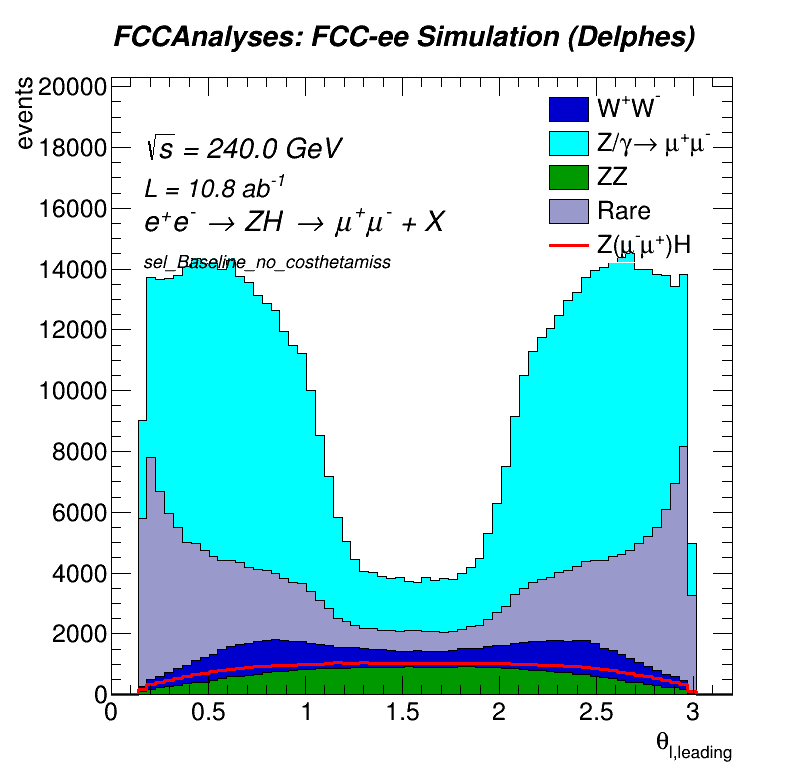 FCCAnalyses: FCC-ee Simulation (Delphes)
events
20000
18000
16000
14000
12000
10000
8000
6000
4000
2000
0
√s = 240.0 GeV
L = 10.8 ab⁻¹
e⁺e⁻ → ZH → μ⁺μ⁻ + X
sel_Baseline_no_costhetamiss
W⁺W⁻
Z/γ→ μ⁺μ⁻
ZZ
Rare
Z(μ⁻μ⁺)H
0 0.5 1 1.5 2 2.5 3
θl,leading